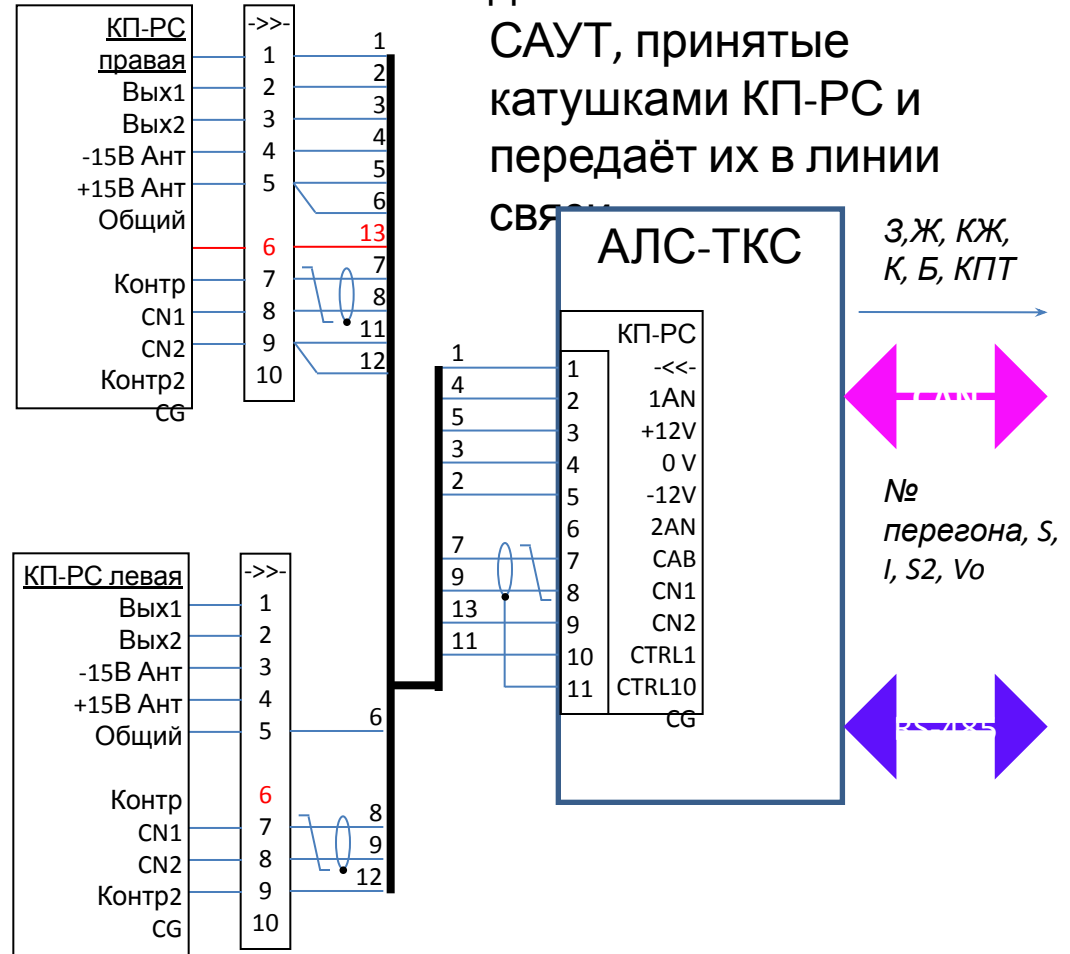 САУТ, принятые
катушками КП-РС и
передаёт их в линии
связи
КП-РС
правая
Вых1
Вых2
-15В Ант
+15В Ант
Общий
Контр
CN1
CN2
Контр2
CG
->>-
1
2
3
4
5
6
7
8
9
10
1
2
3
4
5
6
13
7
8
11
12
КП-РС левая
Вых1
Вых2
-15В Ант
+15В Ант
Общий
Контр
CN1
CN2
Контр2
CG
->>-
1
2
3
4
5
6
7
8
9
10
6
8
9
12
1
4
5
3
2
7
9
13
11
АЛС-ТКС
КП-РС
-<<-
1 1AN
2 +12V
3 0 V
4 -12V
5 2AN
6 CAB
7 CN1
8 CN2
9 CTRL1
10 CTRL10
11 CG
З,Ж, КЖ,
К, Б, КПТ
CAN
№
перегона, S,
I, S2, Vo
RS-485